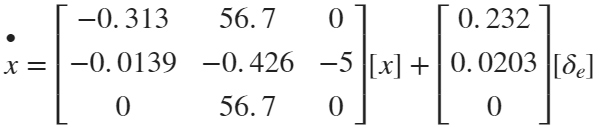 ẋ = [ −0.313 56.7 0 ; −0.0139 −0.426 −5 ; 0 56.7 0 ] [x] + [ 0.232 ; 0.0203 ; 0 ] [δₑ]